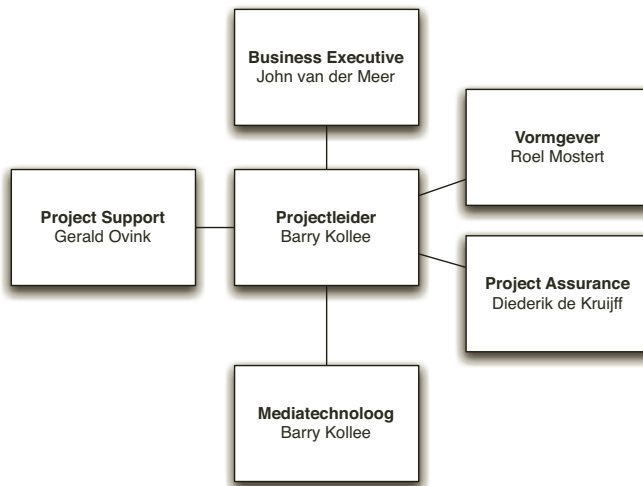 Business Executive
John van der Meer
Vormgever
Roel Mostert
Project Support
Gerald Ovink
Projectleider
Barry Kollee
Project Assurance
Diederik de Kruijff
Mediatechnoloog
Barry Kollee